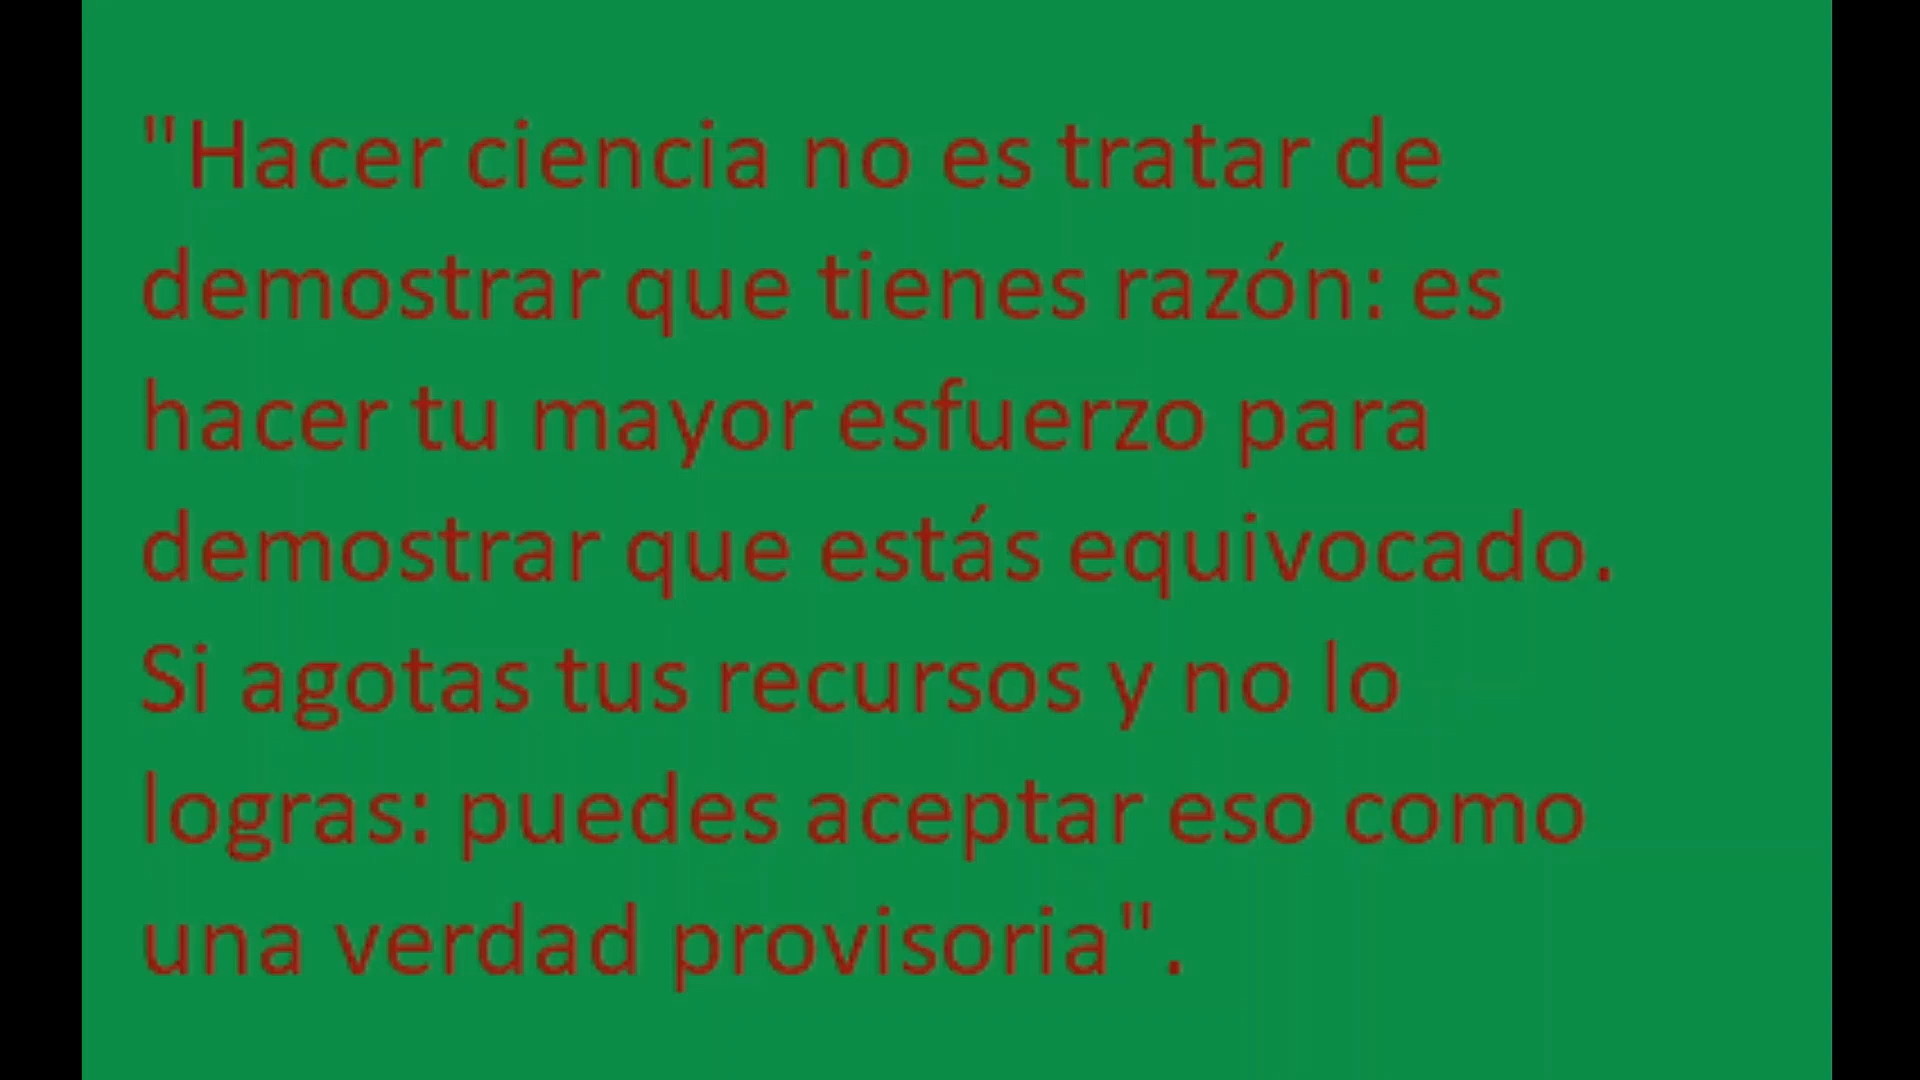 "Hacer ciencia no es tratar de
demostrar que tienes razón: es
hacer tu mayor esfuerzo para
demostrar que estás equivocado.
Si agotas tus recursos y no lo
logras: puedes aceptar eso como
una verdad provisoria".